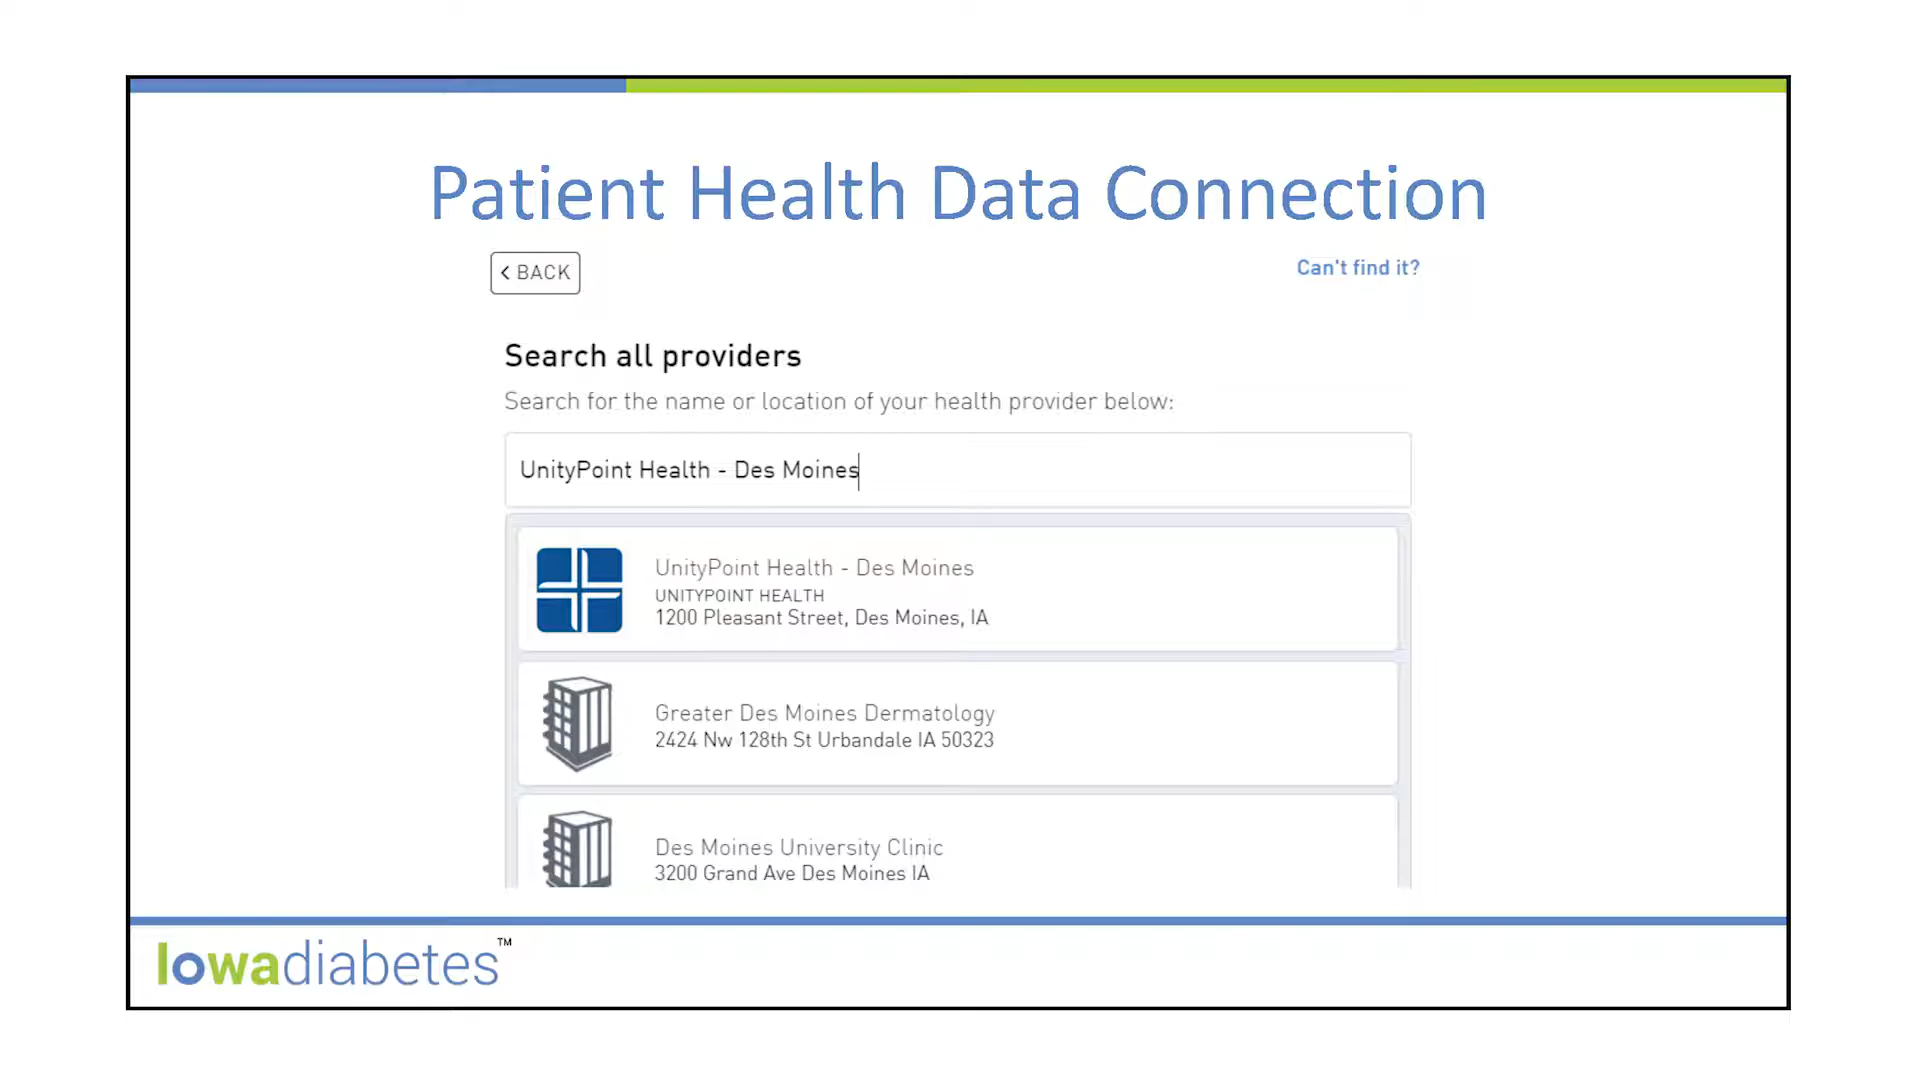 Patient Health Data Connection
< BACK
Can't find it?
Search all providers
Search for the name or location of your health provider below:
UnityPoint Health - Des Moines
UnityPoint Health - Des Moines
UNITYPOINT HEALTH
1200 Pleasant Street, Des Moines, IA
Greater Des Moines Dermatology
2424 Nw 128th St Urbandale IA 50323
Des Moines University Clinic
3200 Grand Ave Des Moines IA
Iowadiabetes™